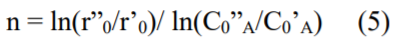 n = ln(r”₀/r’₀)/ ln(C₀”ₐ/C₀’ₐ) (5)